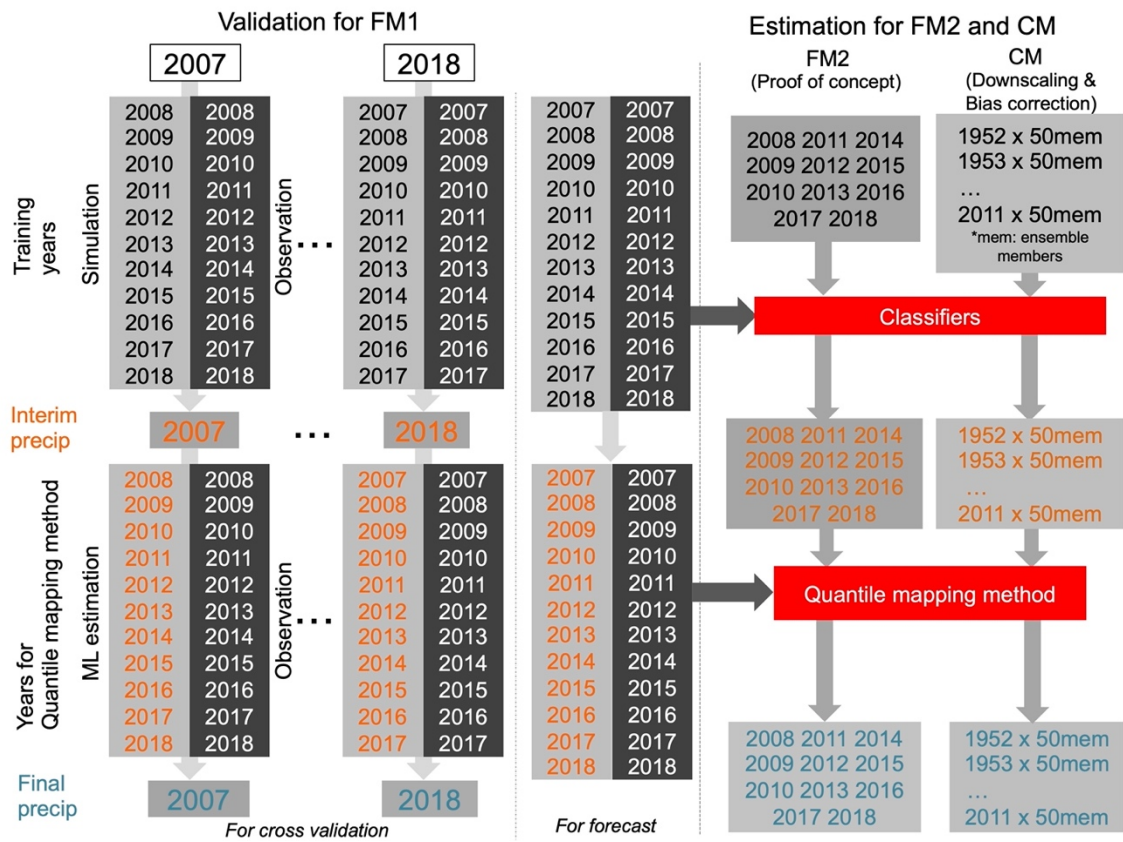 Validation for FM1
2007
2018
Training
years
Simulation
2008 2008
2009 2009
2010 2010
2011 2011
2012 2012
2013 2013
2014 2014
2015 2015
2016 2016
2017 2017
2018 2018
Observation
...
2007 2007
2008 2008
2009 2009
2010 2010
2011 2011
2012 2012
2013 2013
2014 2014
2015 2015
2016 2016
2017 2017
Interim
precip
2007
...
2018
Years for
Quantile mapping method
ML estimation
2008 2008
2009 2009
2010 2010
2011 2011
2012 2012
2013 2013
2014 2014
2015 2015
2016 2016
2017 2017
2018 2018
Observation
...
2007 2007
2008 2008
2009 2009
2010 2010
2011 2011
2012 2012
2013 2013
2014 2014
2015 2015
2016 2016
2017 2017
Final
precip
2007
2018
For cross validation
2007 2007
2008 2008
2009 2009
2010 2010
2011 2011
2012 2012
2013 2013
2014 2014
2015 2015
2016 2016
2017 2017
2018 2018
2007 2007
2008 2008
2009 2009
2010 2010
2011 2011
2012 2012
2013 2013
2014 2014
2015 2015
2016 2016
2017 2017
2018 2018
For forecast
Estimation for FM2 and CM
FM2
(Proof of concept)
CM
(Downscaling &
Bias correction)
2008 2011 2014
2009 2012 2015
2010 2013 2016
2017 2018
1952 x 50mem
1953 x 50mem
...
2011 x 50mem
*mem: ensemble
members
Classifiers
2008 2011 2014
2009 2012 2015
2010 2013 2016
2017 2018
1952 x 50mem
1953 x 50mem
...
2011 x 50mem
Quantile mapping method
2008 2011 2014
2009 2012 2015
2010 2013 2016
2017 2018
1952 x 50mem
1953 x 50mem
...
2011 x 50mem